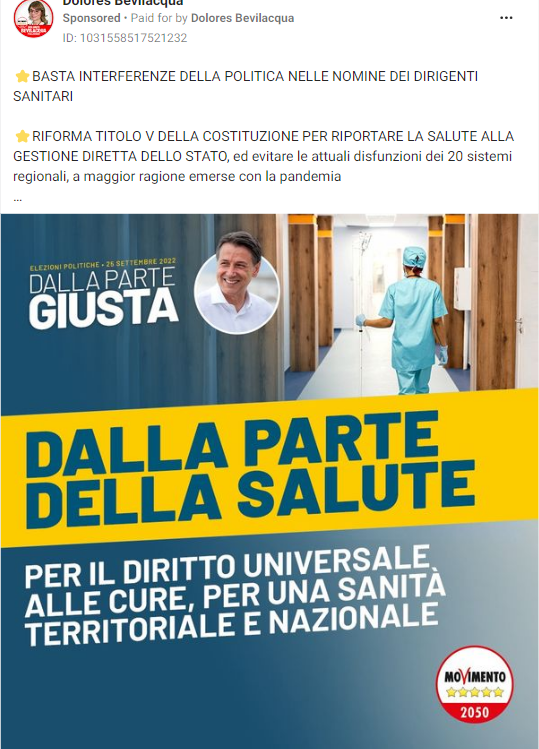 Dolores Bevilacqua
Sponsored • Paid for by Dolores Bevilacqua
ID: 1031558517521232
⭐BASTA INTERFERENZE DELLA POLITICA NELLE NOMINE DEI DIRIGENTI
SANITARI
⭐RIFORMA TITOLO V DELLA COSTITUZIONE PER RIPORTARE LA SALUTE ALLA
GESTIONE DIRETTA DELLO STATO, ed evitare le attuali disfunzioni dei 20 sistemi
regionali, a maggior ragione emerse con la pandemia
...
ELEZIONI POLITICHE • 25 SETTEMBRE 2022
DALLA PARTE
GIUSTA
DALLA PARTE
DELLA SALUTE
PER IL DIRITTO UNIVERSALE
ALLE CURE, PER UNA SANITÀ
TERRITORIALE E NAZIONALE
MOVIMENTO
2050